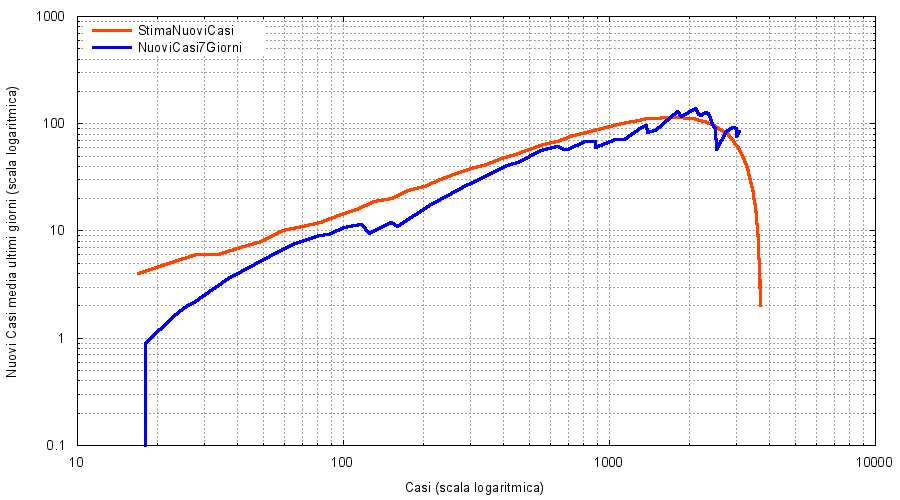 1000
StimaNuoviCasi
NuoviCasi7Giorni
100
10
1
0.1
Nuovi Casi media ultimi giorni (scala logaritmica)
10
100
1000
10000
Casi (scala logaritmica)